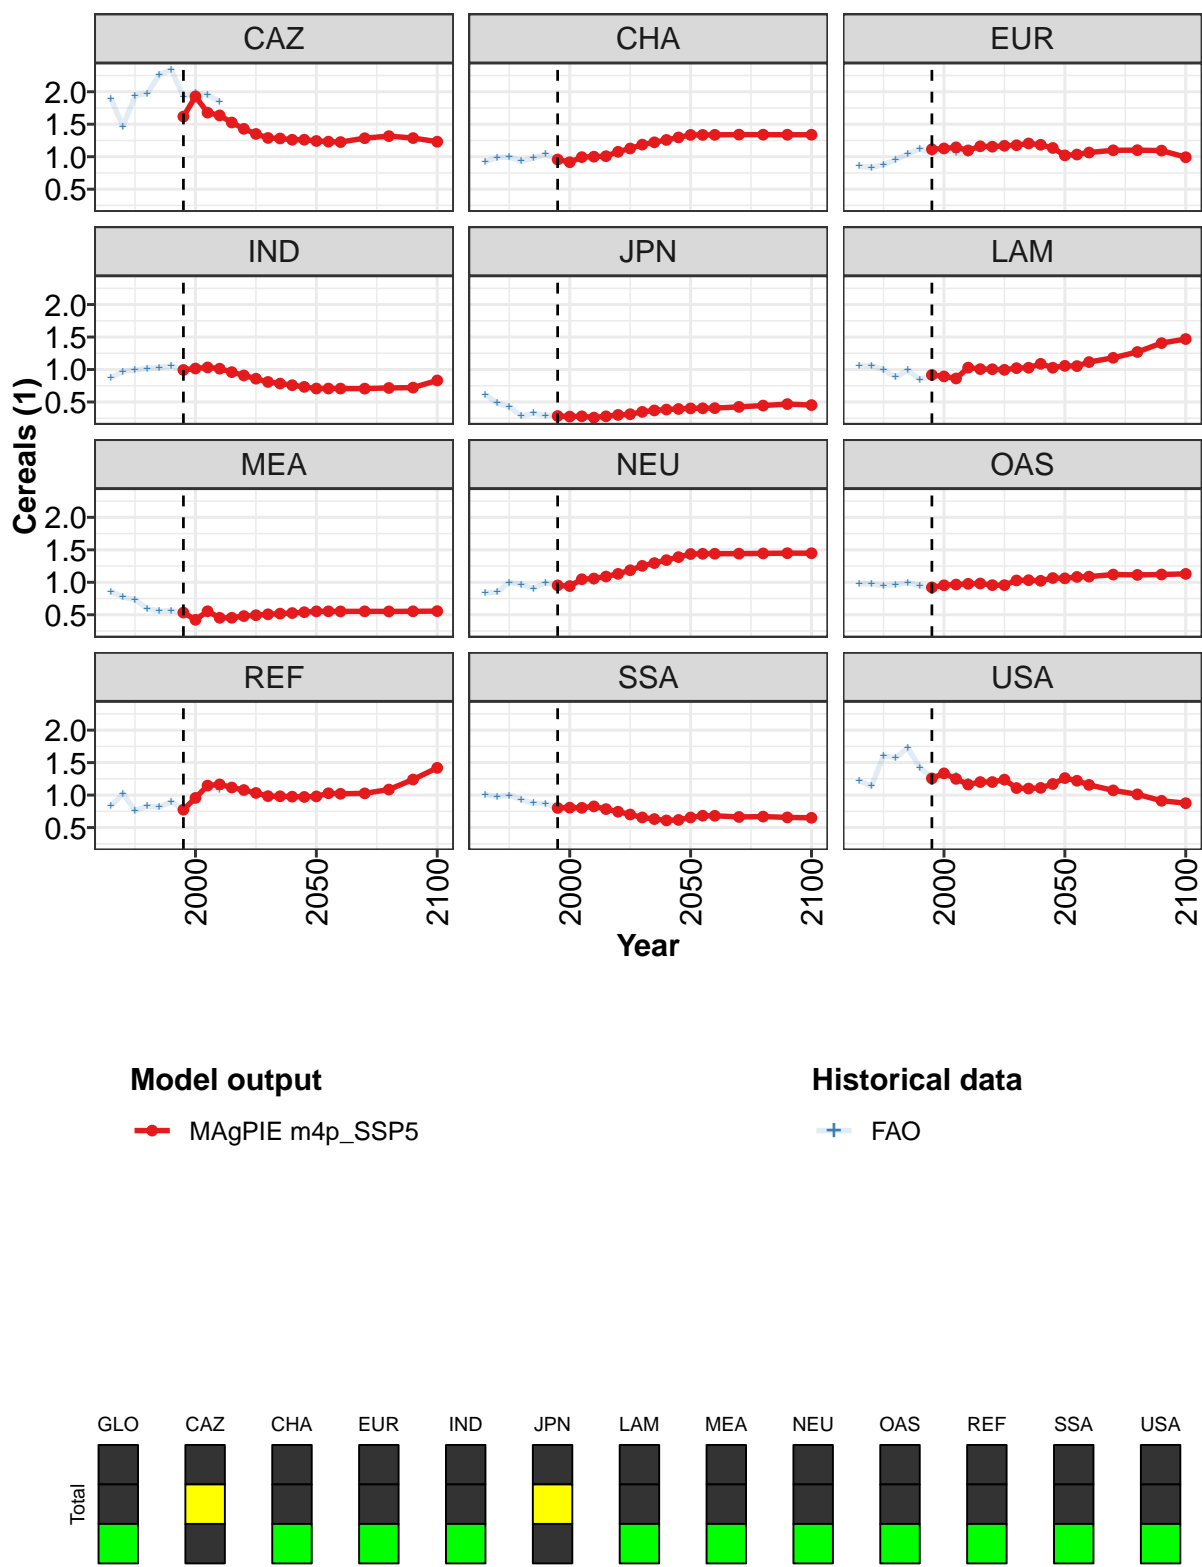 CAZ CHA EUR
2.0
1.5
1.0
0.5
IND JPN LAM
2.0
1.5
1.0
0.5
MEA NEU OAS
2.0
1.5
1.0
0.5
REF SSA USA
2.0
1.5
1.0
0.5
Cereals (1)
2000 2050 2100 2000 2050 2100 2000 2050 2100
Year
Model output Historical data
MAgPIE m4p_SSP5 FAO
GLO CAZ CHA EUR IND JPN LAM MEA NEU OAS REF SSA USA
Total